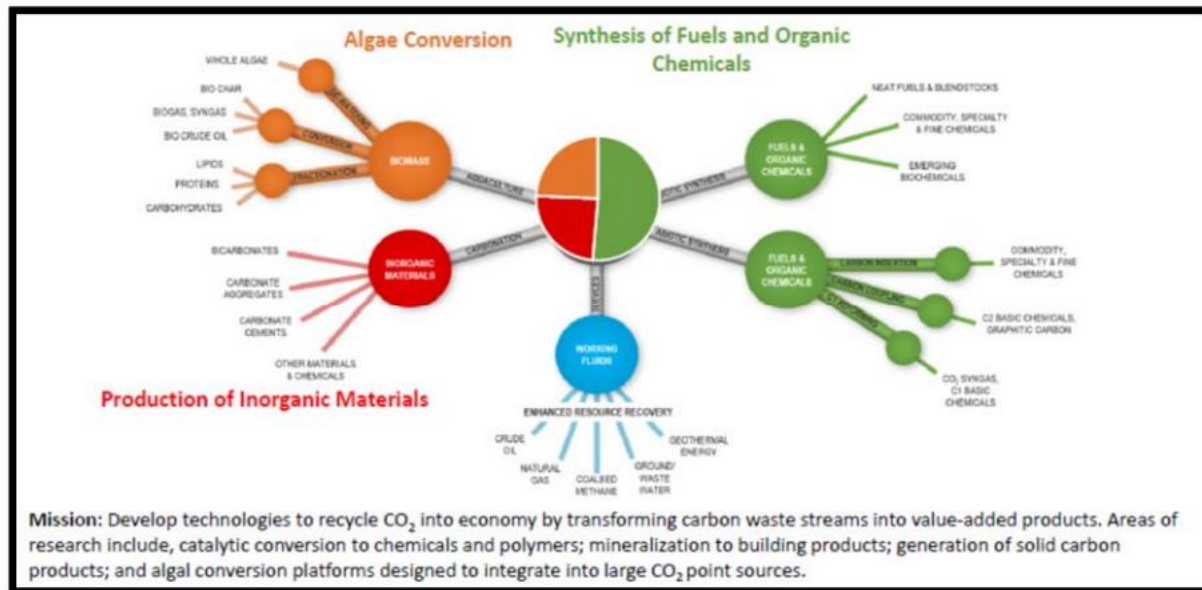 Algae Conversion
Synthesis of Fuels and Organic
Chemicals
WHOLE ALGAE
BIO CHAR
BIOGAS, SYNGAS
BIO CRUDE OIL
LIPIDS
PROTEINS
CARBOHYDRATES
DEWATERING
CONVERSION
FRACTIONATION
BIOMASS
AQUACULTURE
BIOTIC SYNTHESIS
FUELS &
ORGANIC
CHEMICALS
NEAT FUELS & BLENDSTOCKS
COMMODITY, SPECIALTY
& FINE CHEMICALS
EMERGING
BIOCHEMICALS
BICARBONATES
CARBONATE
AGGREGATES
CARBONATE
CEMENTS
OTHER MATERIALS
& CHEMICALS
INORGANIC
MATERIALS
CARBONATION
ABIOTIC SYNTHESIS
FUELS &
ORGANIC
CHEMICALS
CARBON INSERTION
CARBON COUPLING
C1 REFORMING
COMMODITY,
SPECIALTY & FINE
CHEMICALS
C2 BASIC CHEMICALS,
GRAPHITIC CARBON
CO₂ SYNGAS,
C1 BASIC
CHEMICALS
Production of Inorganic Materials
SERVICES
WORKING
FLUIDS
ENHANCED RESOURCE RECOVERY
CRUDE
OIL
NATURAL
GAS
COALBED
METHANE
GROUND/
WASTE
WATER
GEOTHERMAL
ENERGY
Mission: Develop technologies to recycle CO₂ into economy by transforming carbon waste streams into value-added products. Areas of
research include, catalytic conversion to chemicals and polymers; mineralization to building products; generation of solid carbon
products; and algal conversion platforms designed to integrate into large CO₂ point sources.